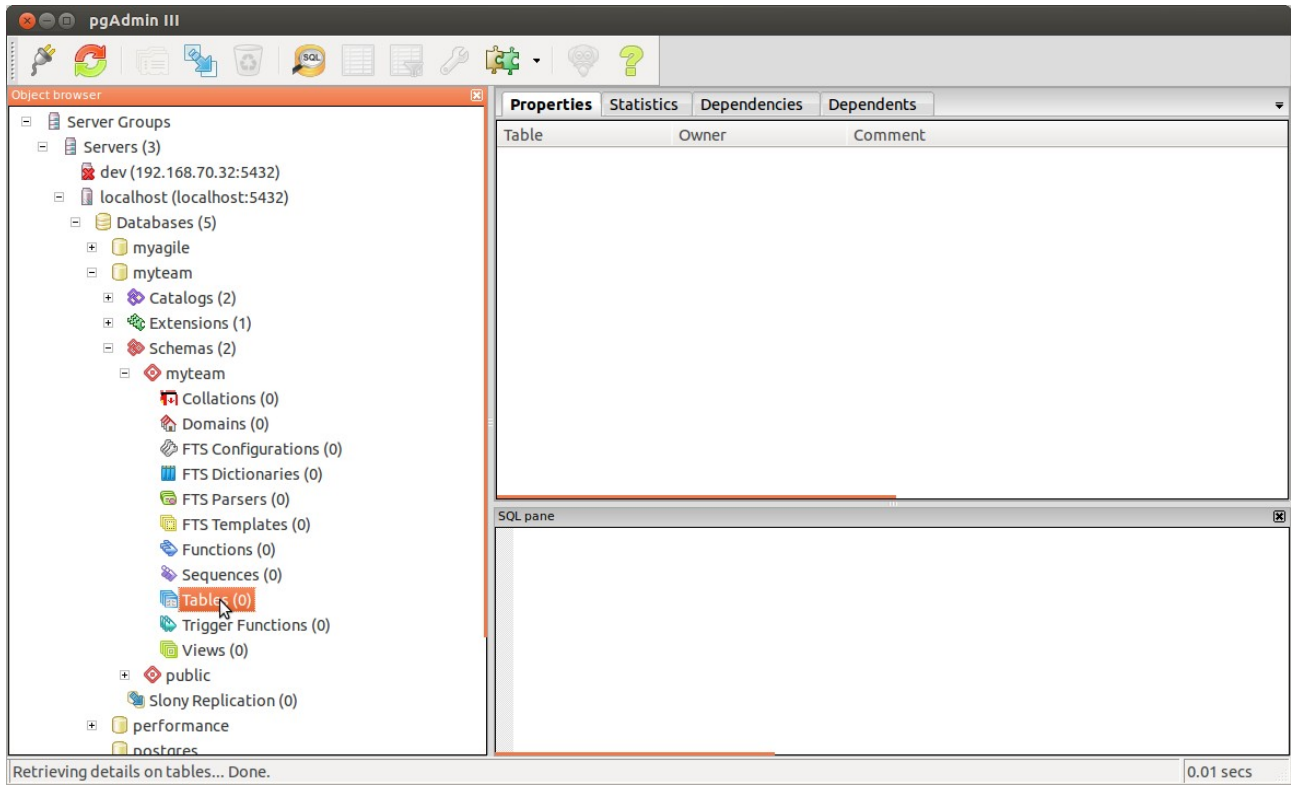 pgAdmin III
SQL
Object browser
Server Groups
Servers (3)
dev (192.168.70.32:5432)
localhost (localhost:5432)
Databases (5)
myagile
myteam
Catalogs (2)
Extensions (1)
Schemas (2)
myteam
Collations (0)
Domains (0)
FTS Configurations (0)
FTS Dictionaries (0)
FTS Parsers (0)
FTS Templates (0)
Functions (0)
Sequences (0)
Tables (0)
Trigger Functions (0)
Views (0)
public
Slony Replication (0)
performance
postgres
Properties Statistics Dependencies Dependents
Table Owner Comment
SQL pane
Retrieving details on tables... Done. 0.01 secs